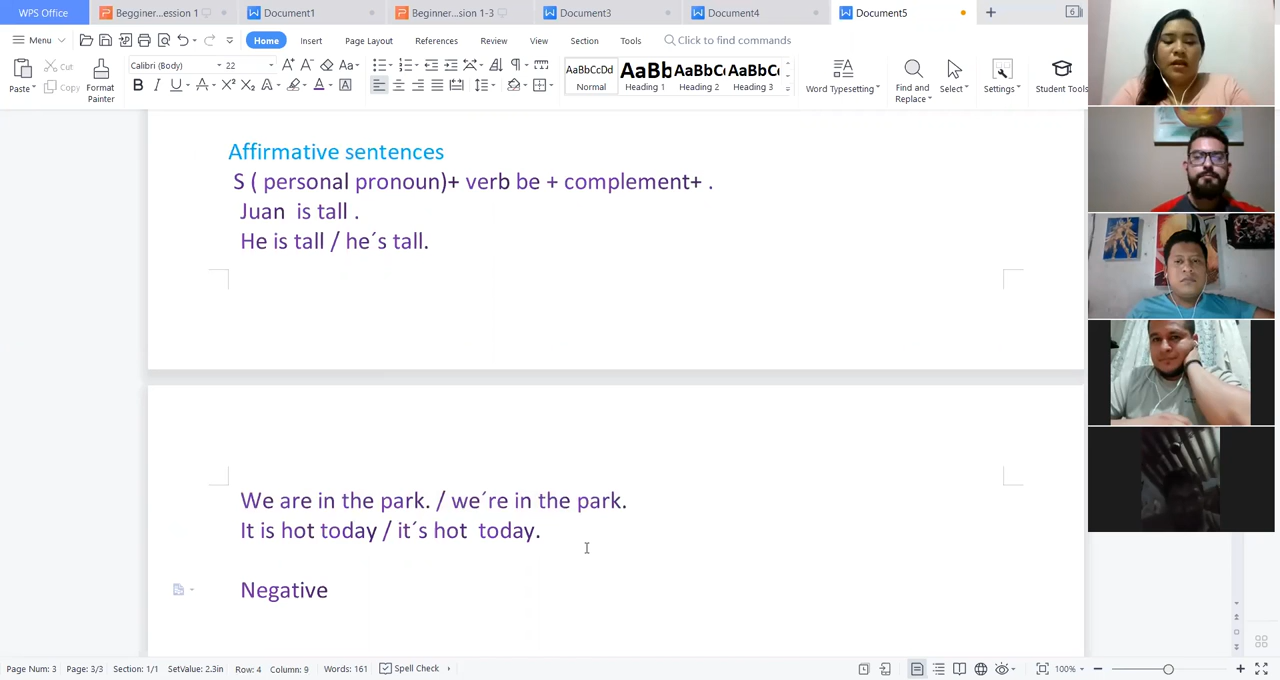 WPS Office
Begginer...ession 1
Document1
Beginner...sion 1-3
Document3
Document4
Document5
6
Menu
Home
Insert
Page Layout
References
Review
View
Section
Tools
Click to find commands
Paste
Cut
Copy
Format Painter
Calibri (Body)
22
AaBbCcDd
Normal
AaBb
Heading 1
AaBbCc
Heading 2
AaBbCc
Heading 3
Word Typesetting
Find and Replace
Select
Settings
Student Tools
Affirmative sentences
S ( personal pronoun)+ verb be + complement+ .
Juan  is tall .
He is tall / he´s tall.
We are in the park. / we´re in the park.
It is hot today / it´s hot  today.
Negative
Page Num: 3
Page: 3/3
Section: 1/1
SetValue: 2.3in
Row: 4
Column: 9
Words: 161
Spell Check
100%